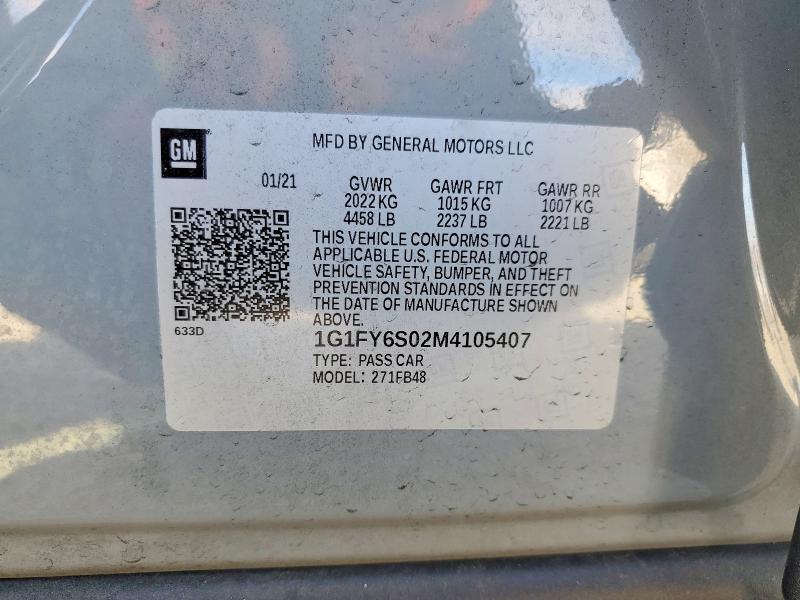 GM
MFD BY GENERAL MOTORS LLC
01/21
GVWR GAWR FRT GAWR RR
2022 KG 1015 KG 1007 KG
4458 LB 2237 LB 2221 LB
THIS VEHICLE CONFORMS TO ALL
APPLICABLE U.S. FEDERAL MOTOR
VEHICLE SAFETY, BUMPER, AND THEFT
PREVENTION STANDARDS IN EFFECT ON
THE DATE OF MANUFACTURE SHOWN
ABOVE.
633D
1G1FY6S02M4105407
TYPE: PASS CAR
MODEL: 271FB48